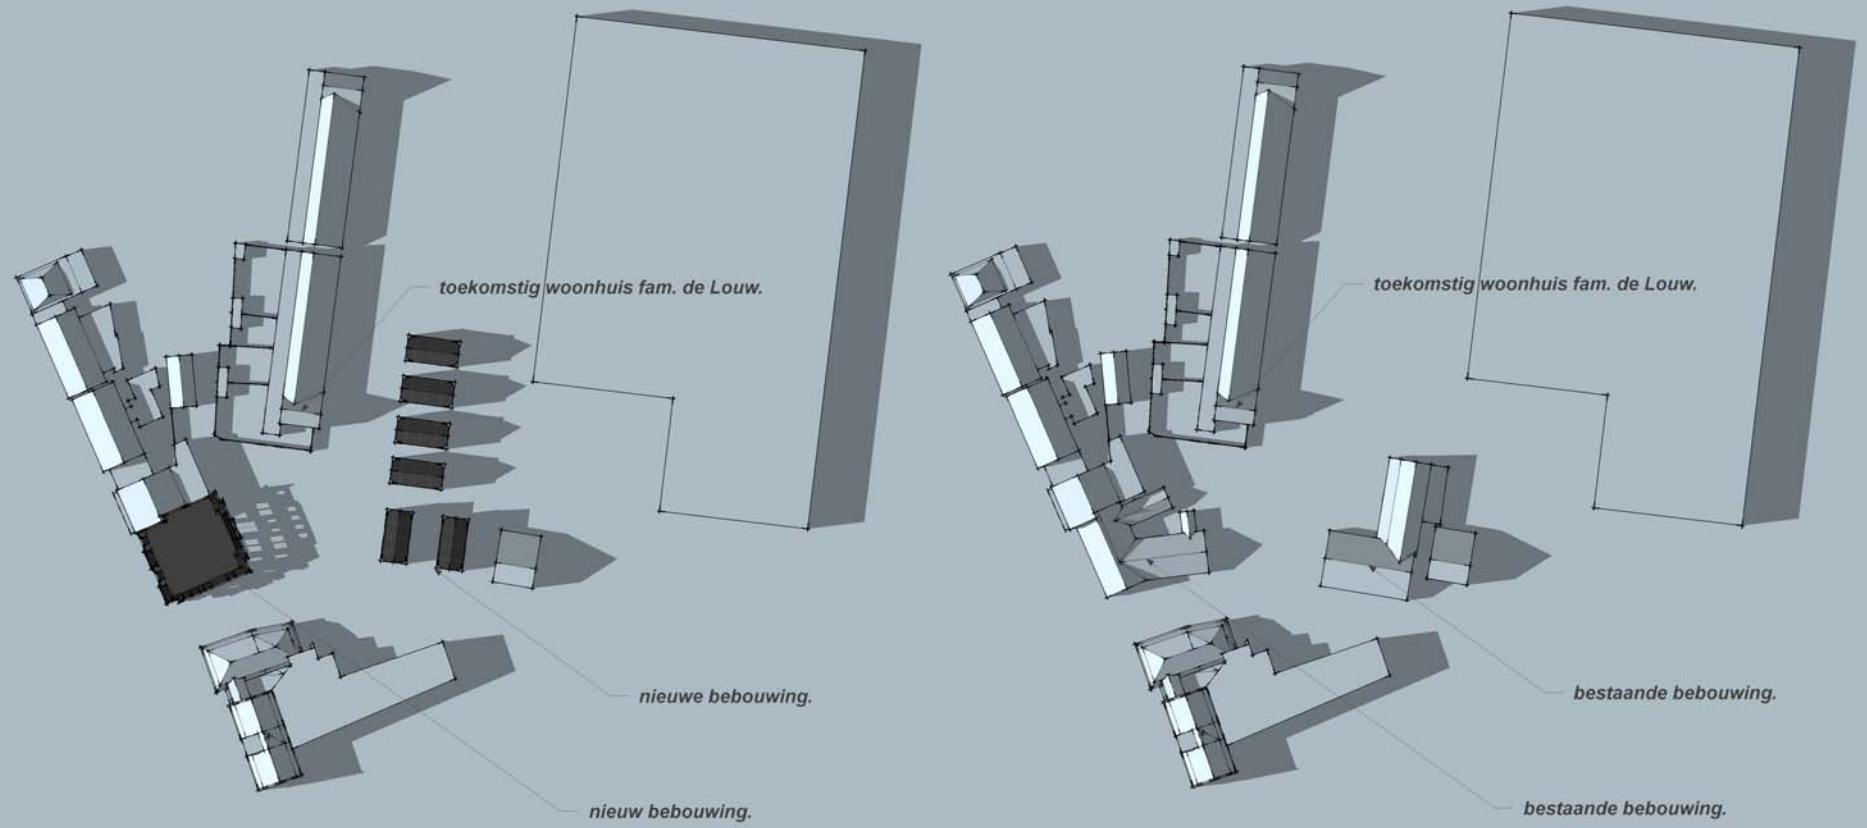 toekomstig woonhuis fam. de Louw.
nieuwe bebouwing.
nieuw bebouwing.
toekomstig woonhuis fam. de Louw.
bestaande bebouwing.
bestaande bebouwing.